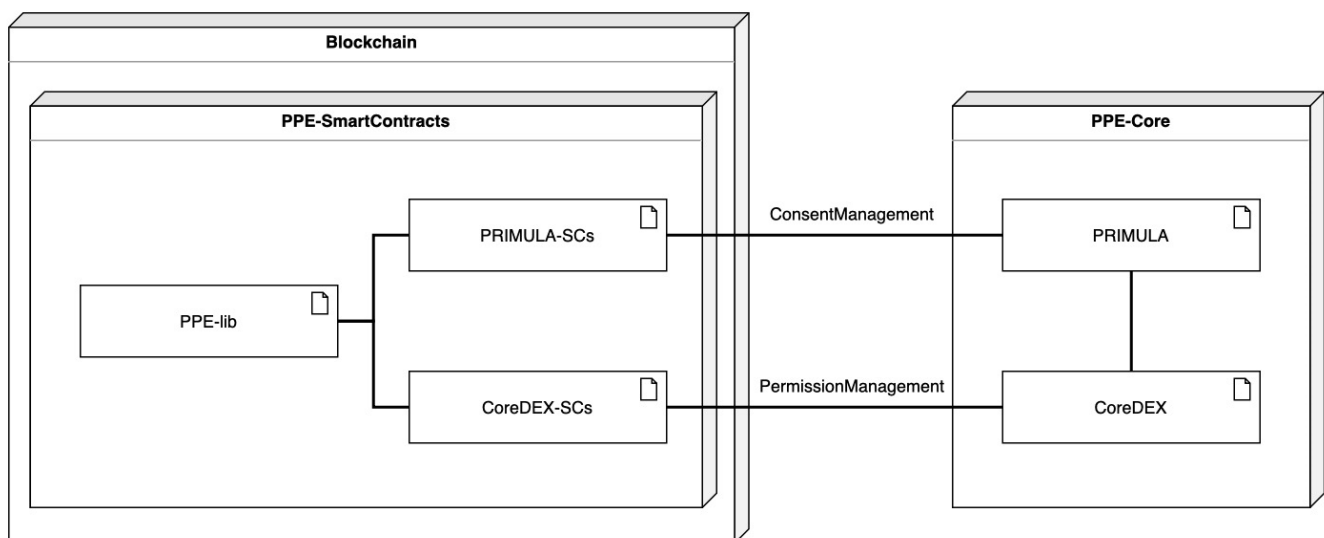 Blockchain
PPE-SmartContracts
PPE-Core
PRIMULA-SCs
ConsentManagement
PRIMULA
PPE-lib
CoreDEX-SCs
PermissionManagement
CoreDEX